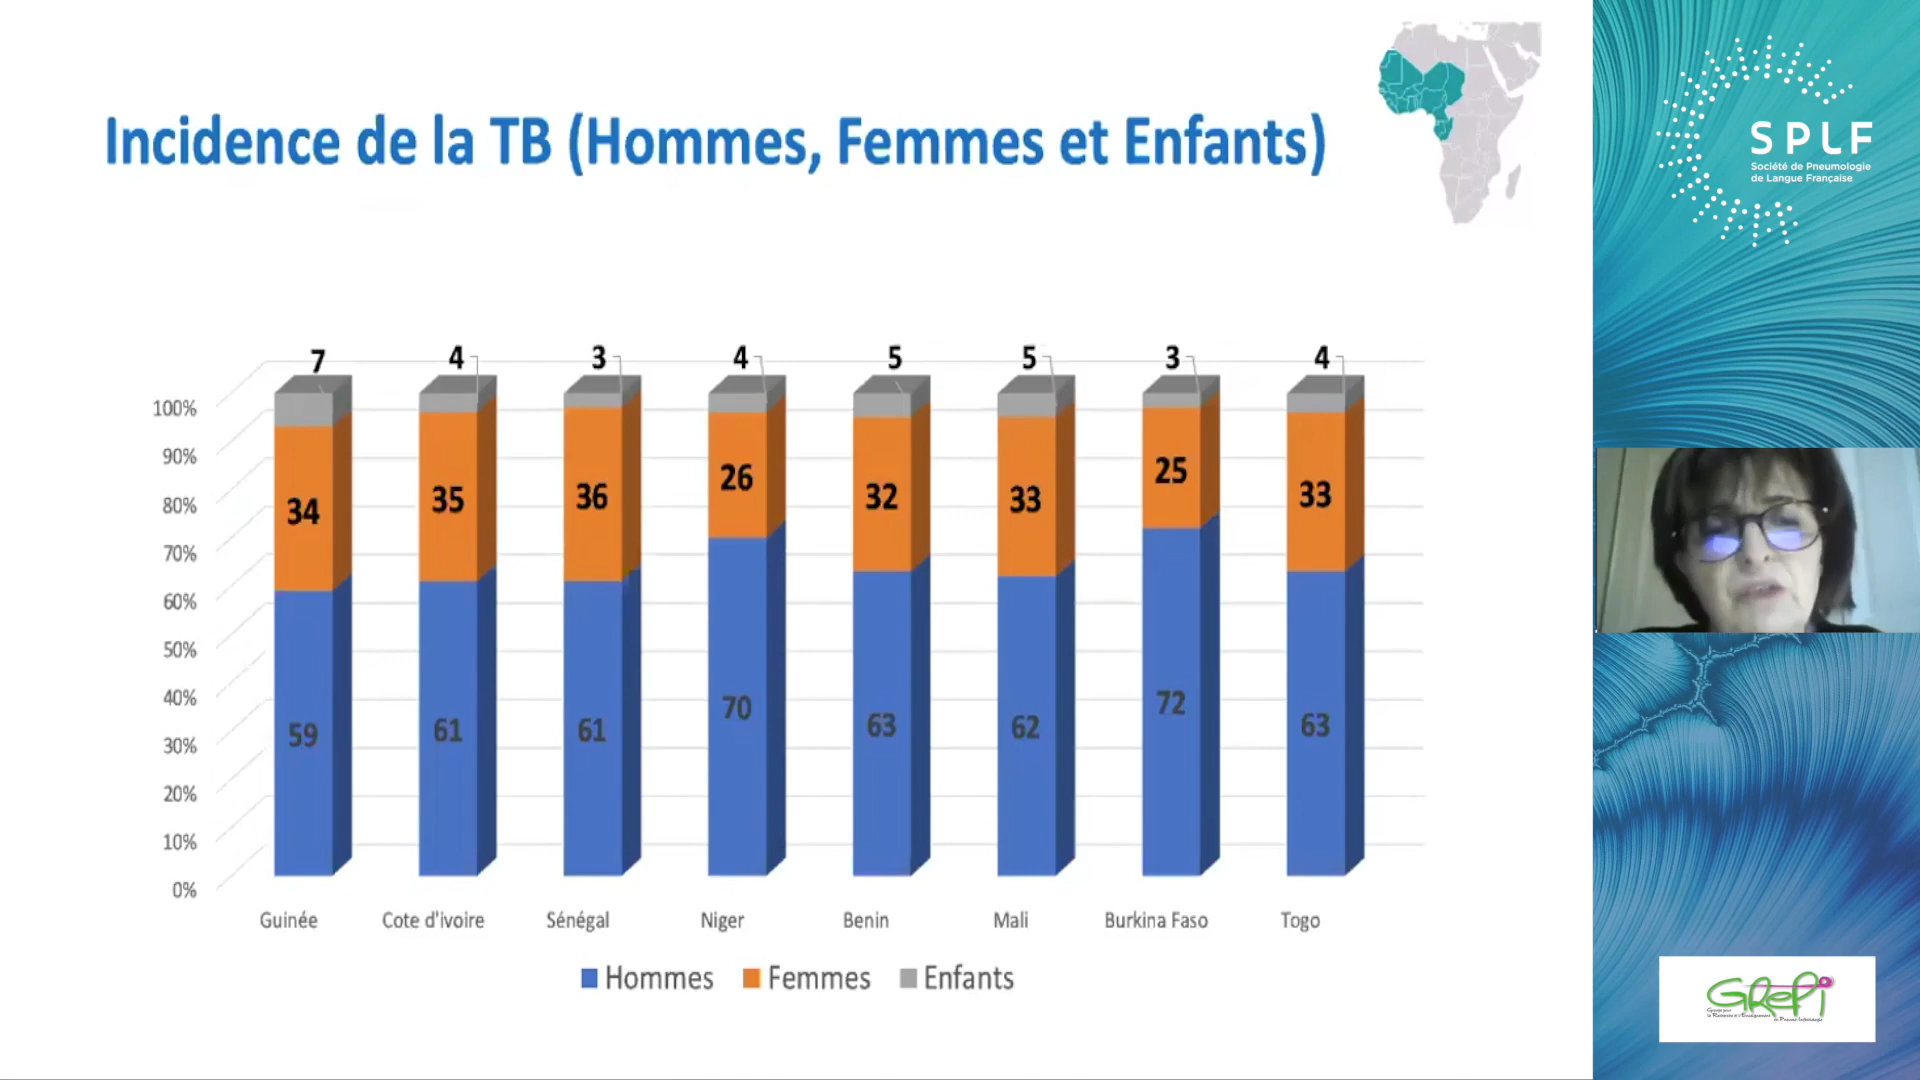 Incidence de la TB (Hommes, Femmes et Enfants)
SPLF
Société de Pneumologie
de Langue Française
7 4 3 4 5 5 3 4
100%
90%
80%
70%
60%
50%
40%
30%
20%
10%
0%
34 35 36 26 32 33 25 33
59 61 61 70 63 62 72 63
Guinée Cote d'ivoire Sénégal Niger Benin Mali Burkina Faso Togo
Hommes Femmes Enfants
GREPI